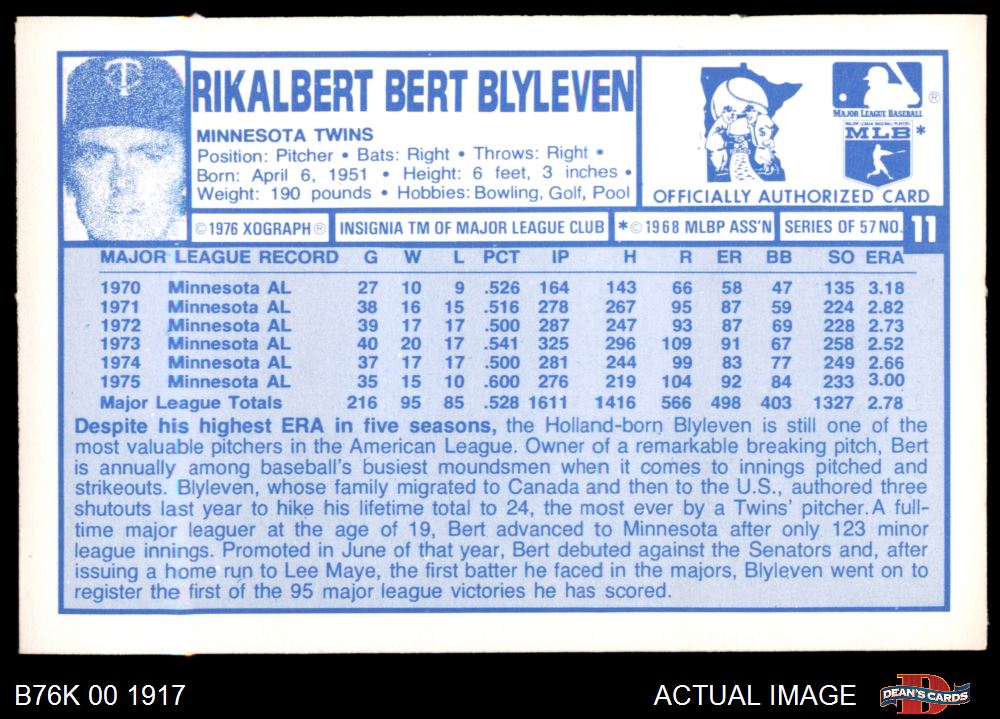 RIKALBERT BERT BLYLEVEN
MINNESOTA TWINS
Position: Pitcher • Bats: Right • Throws: Right •
Born: April 6, 1951 • Height: 6 feet, 3 inches •
Weight: 190 pounds • Hobbies: Bowling, Golf, Pool
MAJOR LEAGUE BASEBALL ®
MAJOR LEAGUE BASEBALL PLAYERS
MLB *
OFFICIALLY AUTHORIZED CARD
© 1976 XOGRAPH ® INSIGNIA TM OF MAJOR LEAGUE CLUB * © 1968 MLBP ASS'N SERIES OF 57 NO. 11
MAJOR LEAGUE RECORD G W L PCT IP H R ER BB SO ERA
1970 Minnesota AL 27 10 9 .526 164 143 66 58 47 135 3.18
1971 Minnesota AL 38 16 15 .516 278 267 95 87 59 224 2.82
1972 Minnesota AL 39 17 17 .500 287 247 93 87 69 228 2.73
1973 Minnesota AL 40 20 17 .541 325 296 109 91 67 258 2.52
1974 Minnesota AL 37 17 17 .500 281 244 99 83 77 249 2.66
1975 Minnesota AL 35 15 10 .600 276 219 104 92 84 233 3.00
Major League Totals 216 95 85 .528 1611 1416 566 498 403 1327 2.78
Despite his highest ERA in five seasons, the Holland-born Blyleven is still one of the
most valuable pitchers in the American League. Owner of a remarkable breaking pitch, Bert
is annually among baseball's busiest moundsmen when it comes to innings pitched and
strikeouts. Blyleven, whose family migrated to Canada and then to the U.S., authored three
shutouts last year to hike his lifetime total to 24, the most ever by a Twins' pitcher. A full-
time major leaguer at the age of 19, Bert advanced to Minnesota after only 123 minor
league innings. Promoted in June of that year, Bert debuted against the Senators and, after
issuing a home run to Lee Maye, the first batter he faced in the majors, Blyleven went on to
register the first of the 95 major league victories he has scored.
B76K 00 1917
ACTUAL IMAGE
DEAN'S CARDS